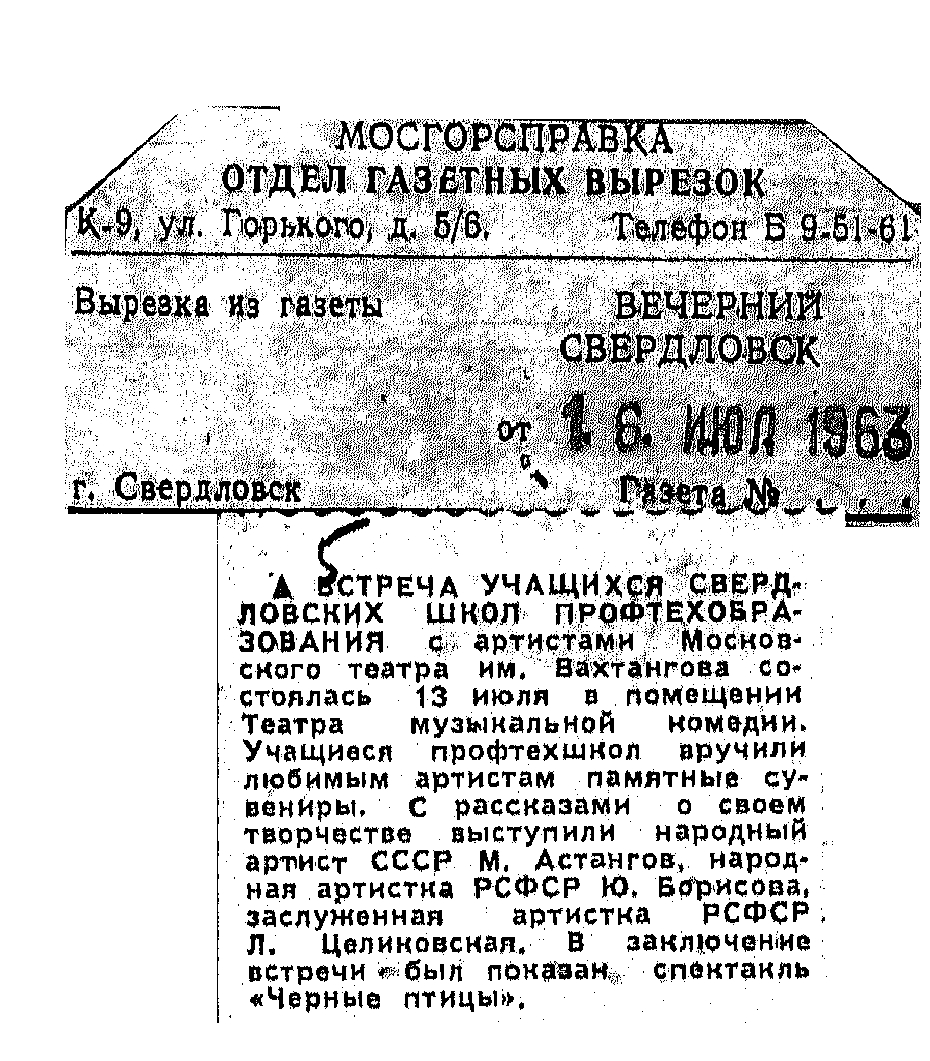 МОСГОРСПРАВКА
ОТДЕЛ ГАЗЕТНЫХ ВЫРЕЗОК
К-9, ул. Горького, д. 5/6. Телефон Б 9-51-61
Вырезка из газеты ВЕЧЕРНИЙ
СВЕРДЛОВСК
от 16. ИЮЛ 1963
г. Свердловск Газета № . . .
▲ ВСТРЕЧА УЧАЩИХСЯ СВЕРД-
ЛОВСКИХ ШКОЛ ПРОФТЕХОБРА-
ЗОВАНИЯ с артистами Москов-
ского театра им. Вахтангова со-
стоялась 13 июля в помещении
Театра музыкальной комедии.
Учащиеся профтехшкол вручили
любимым артистам памятные су-
вениры. С рассказами о своем
творчестве выступили народный
артист СССР М. Астангов, народ-
ная артистка РСФСР Ю. Борисова,
заслуженная артистка РСФСР
Л. Целиковская. В заключение
встречи был показан спектакль
«Черные птицы».